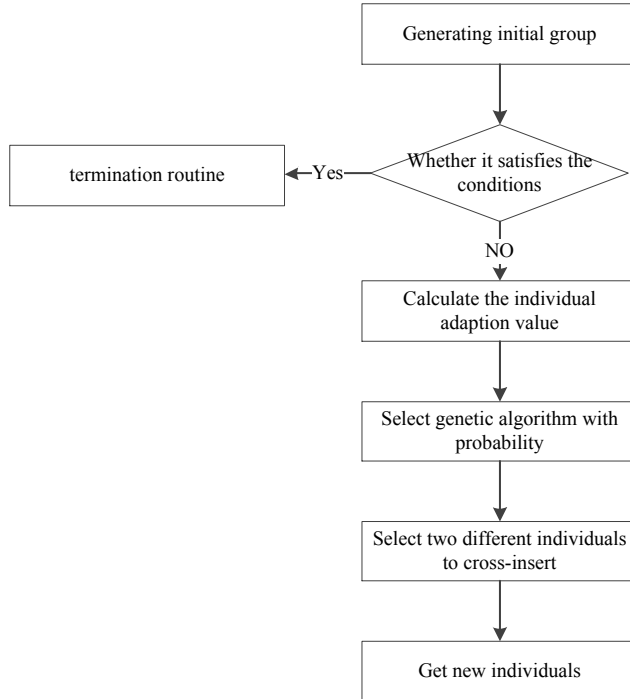 Generating initial group
Whether it satisfies the
conditions
Yes
termination routine
NO
Calculate the individual
adaption value
Select genetic algorithm with
probability
Select two different individuals
to cross-insert
Get new individuals